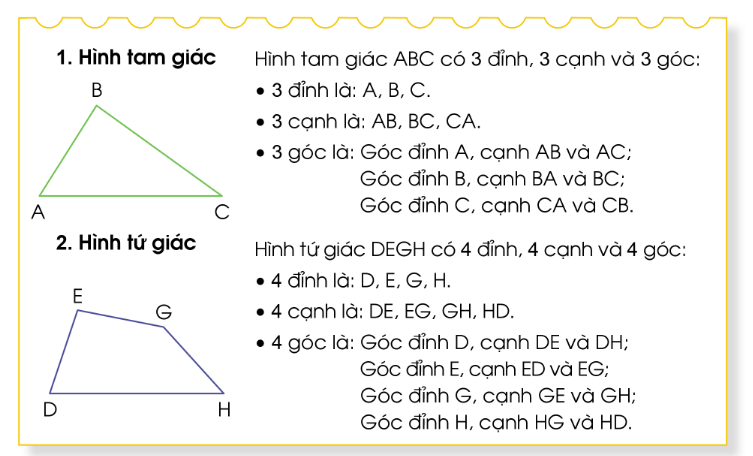 1. Hình tam giác
Hình tam giác ABC có 3 đỉnh, 3 cạnh và 3 góc:
• 3 đỉnh là: A, B, C.
• 3 cạnh là: AB, BC, CA.
• 3 góc là: Góc đỉnh A, cạnh AB và AC;
Góc đỉnh B, cạnh BA và BC;
Góc đỉnh C, cạnh CA và CB.
B
A
C
2. Hình tứ giác
Hình tứ giác DEGH có 4 đỉnh, 4 cạnh và 4 góc:
• 4 đỉnh là: D, E, G, H.
• 4 cạnh là: DE, EG, GH, HD.
• 4 góc là: Góc đỉnh D, cạnh DE và DH;
Góc đỉnh E, cạnh ED và EG;
Góc đỉnh G, cạnh GE và GH;
Góc đỉnh H, cạnh HG và HD.
E
G
D
H